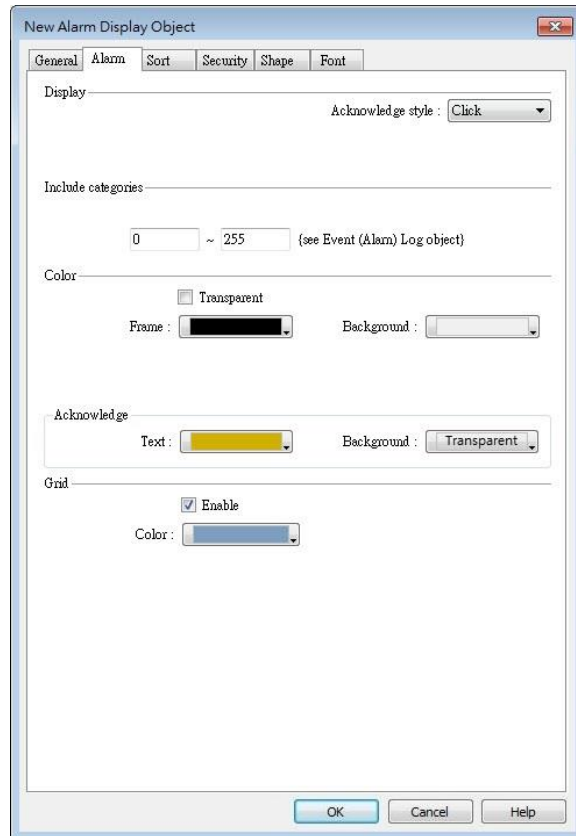 New Alarm Display Object
General Alarm Sort Security Shape Font
Display
Acknowledge style : Click
Include categories
0 ~ 255 {see Event (Alarm) Log object}
Color
Transparent
Frame : Background :
Acknowledge
Text : Background : Transparent
Grid
Enable
Color :
OK Cancel Help